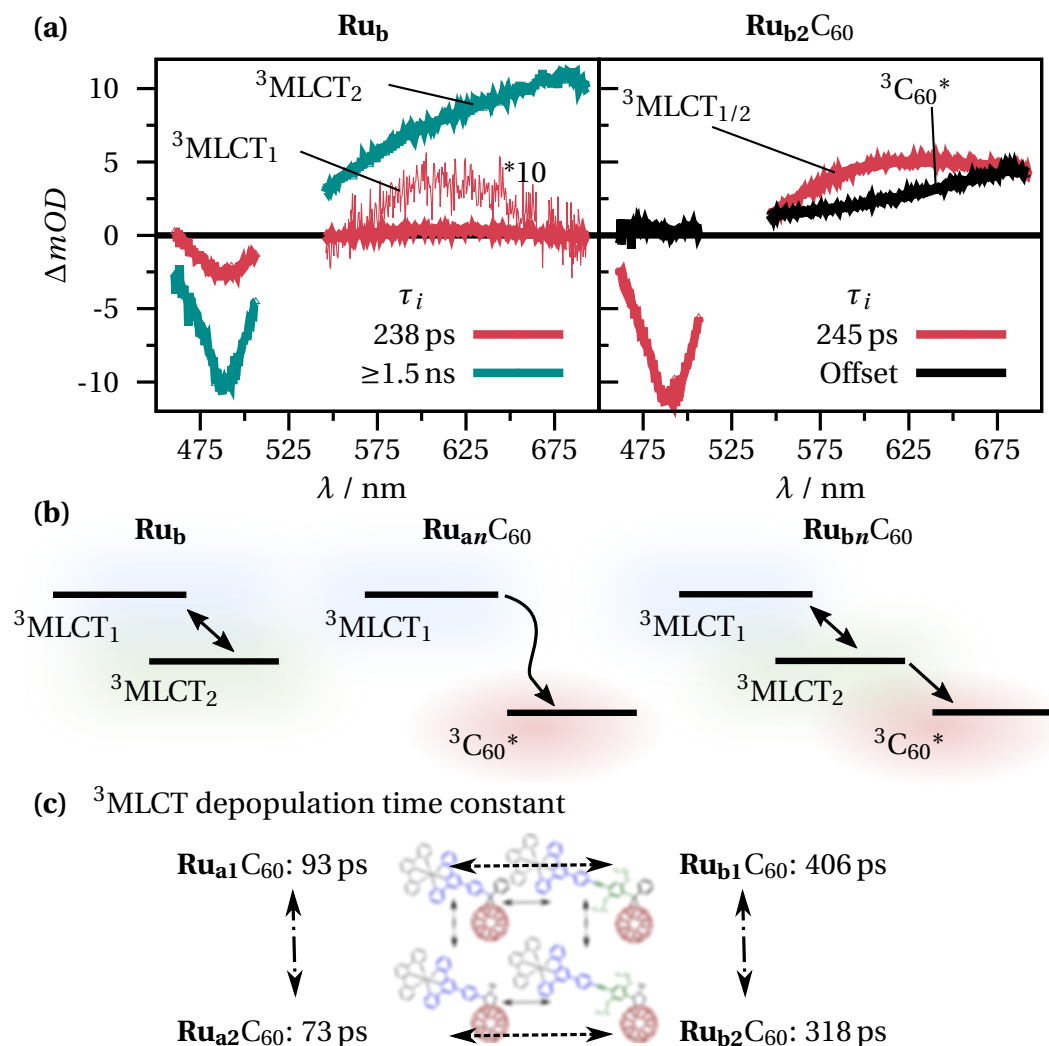 (a) Ru_b Ru_b2C₆₀
³MLCT₂ ³C₆₀*
³MLCT₁/₂
³MLCT₁
*10
ΔmOD
10
5
0
-5
-10
τᵢ
238 ps
≥1.5 ns
τᵢ
245 ps
Offset
475 525 575 625 675 475 525 575 625 675
λ / nm λ / nm
(b)
Ru_b Ru_anC₆₀ Ru_bnC₆₀
³MLCT₁ ³MLCT₁ ³MLCT₁
³MLCT₂ ³MLCT₂
³C₆₀* ³C₆₀*
(c) ³MLCT depopulation time constant
Ru_a1C₆₀: 93 ps Ru_b1C₆₀: 406 ps
Ru_a2C₆₀: 73 ps Ru_b2C₆₀: 318 ps